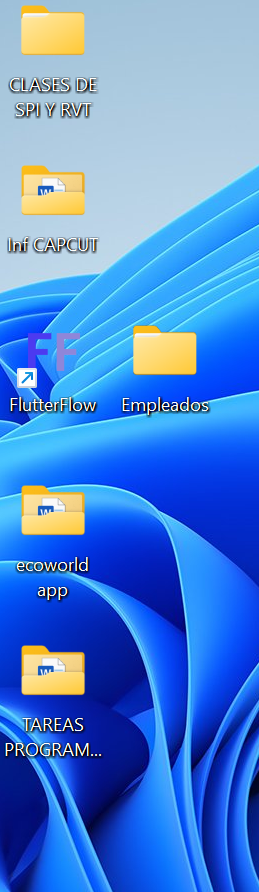 CLASES DE
SPI Y RVT
Inf CAPCUT
FF
FlutterFlow
Empleados
ecoworld
app
TAREAS
PROGRAM...